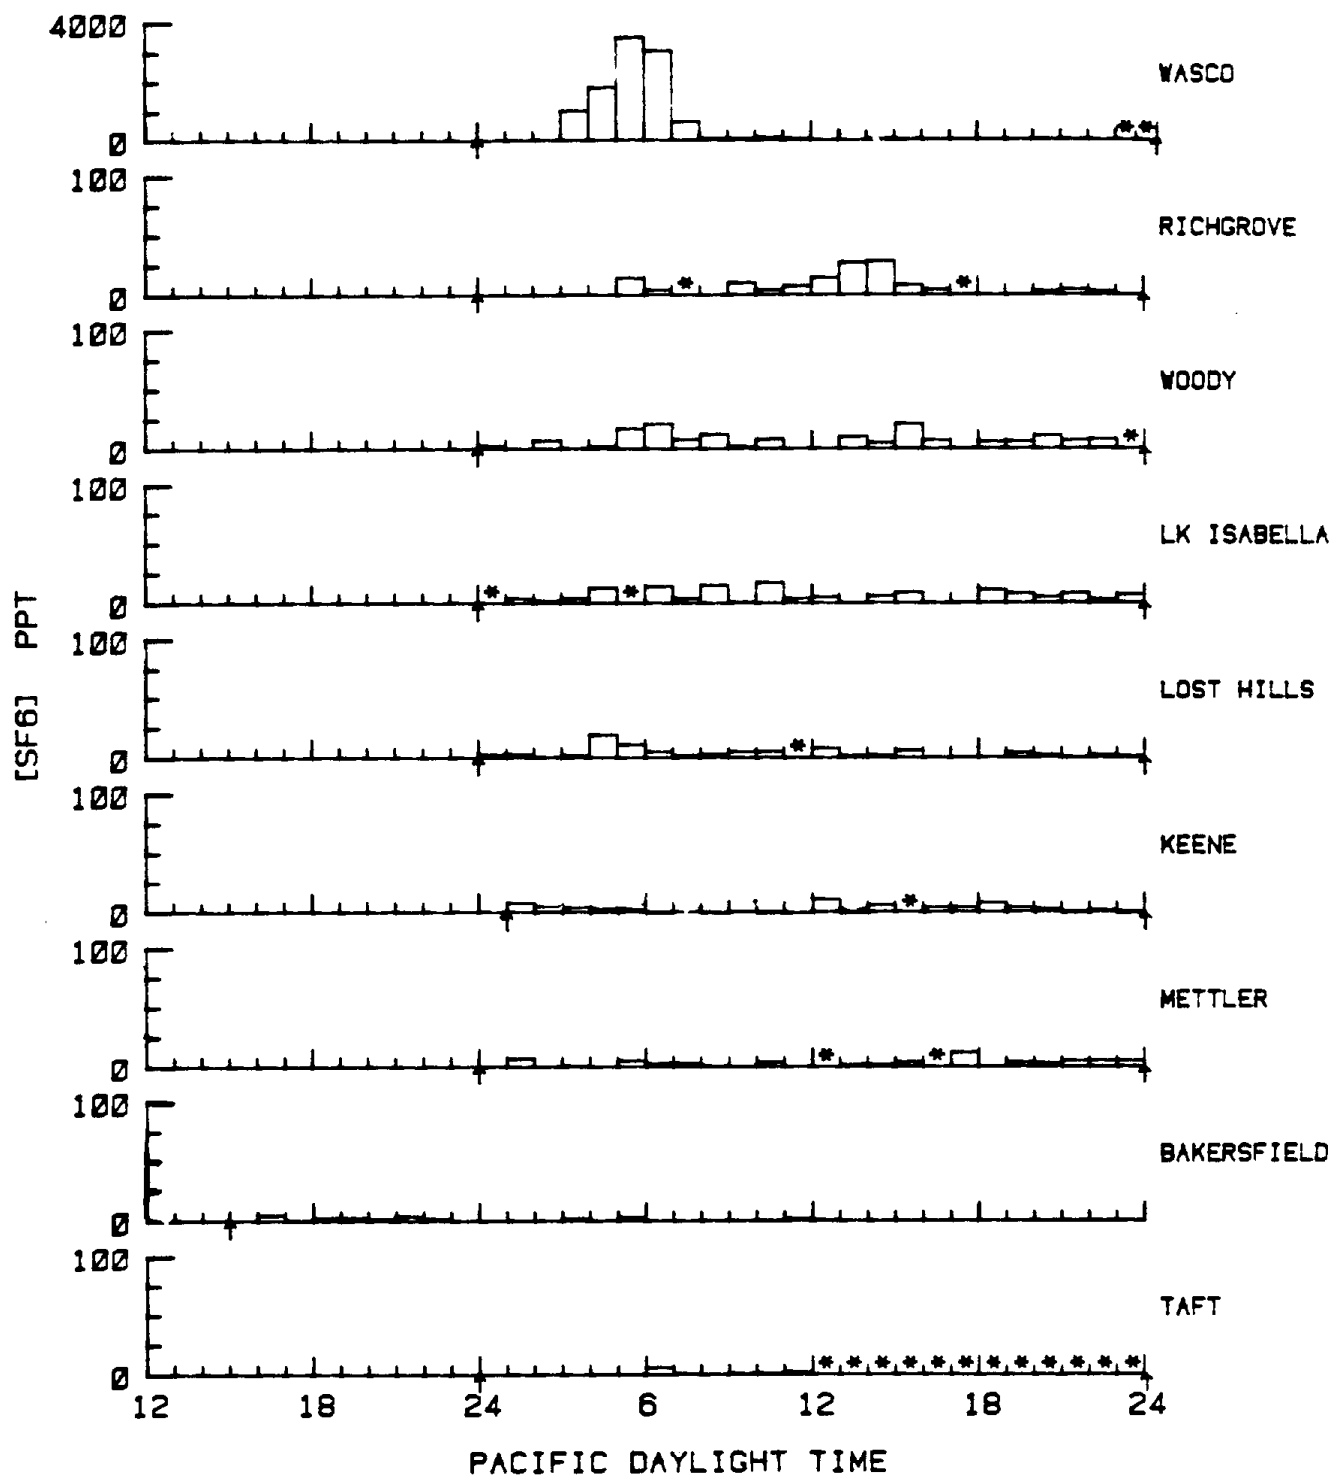 4000
WASCO
0
* *
100
RICHGROVE
0
* *
100
WOODY
0
*
100
LK ISABELLA
0
* *
[SF6] PPT
100
LOST HILLS
0
*
100
KEENE
0
*
100
METTLER
0
* *
100
BAKERSFIELD
0
100
TAFT
0
* * * * * * * * * * * *
12 18 24 6 12 18 24
PACIFIC DAYLIGHT TIME